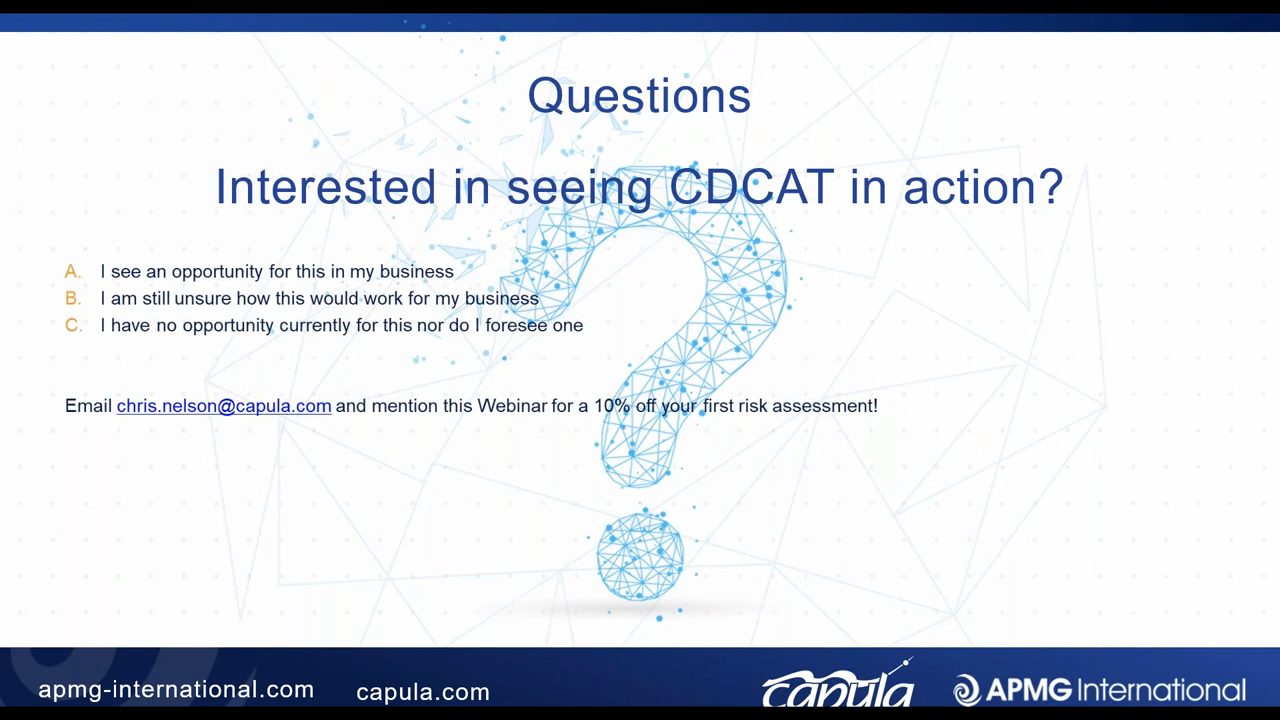 Questions
Interested in seeing CDCAT in action?
A. I see an opportunity for this in my business
B. I am still unsure how this would work for my business
C. I have no opportunity currently for this nor do I foresee one
Email chris.nelson@capula.com and mention this Webinar for a 10% off your first risk assessment!
apmg-international.com capula.com capula APMG International